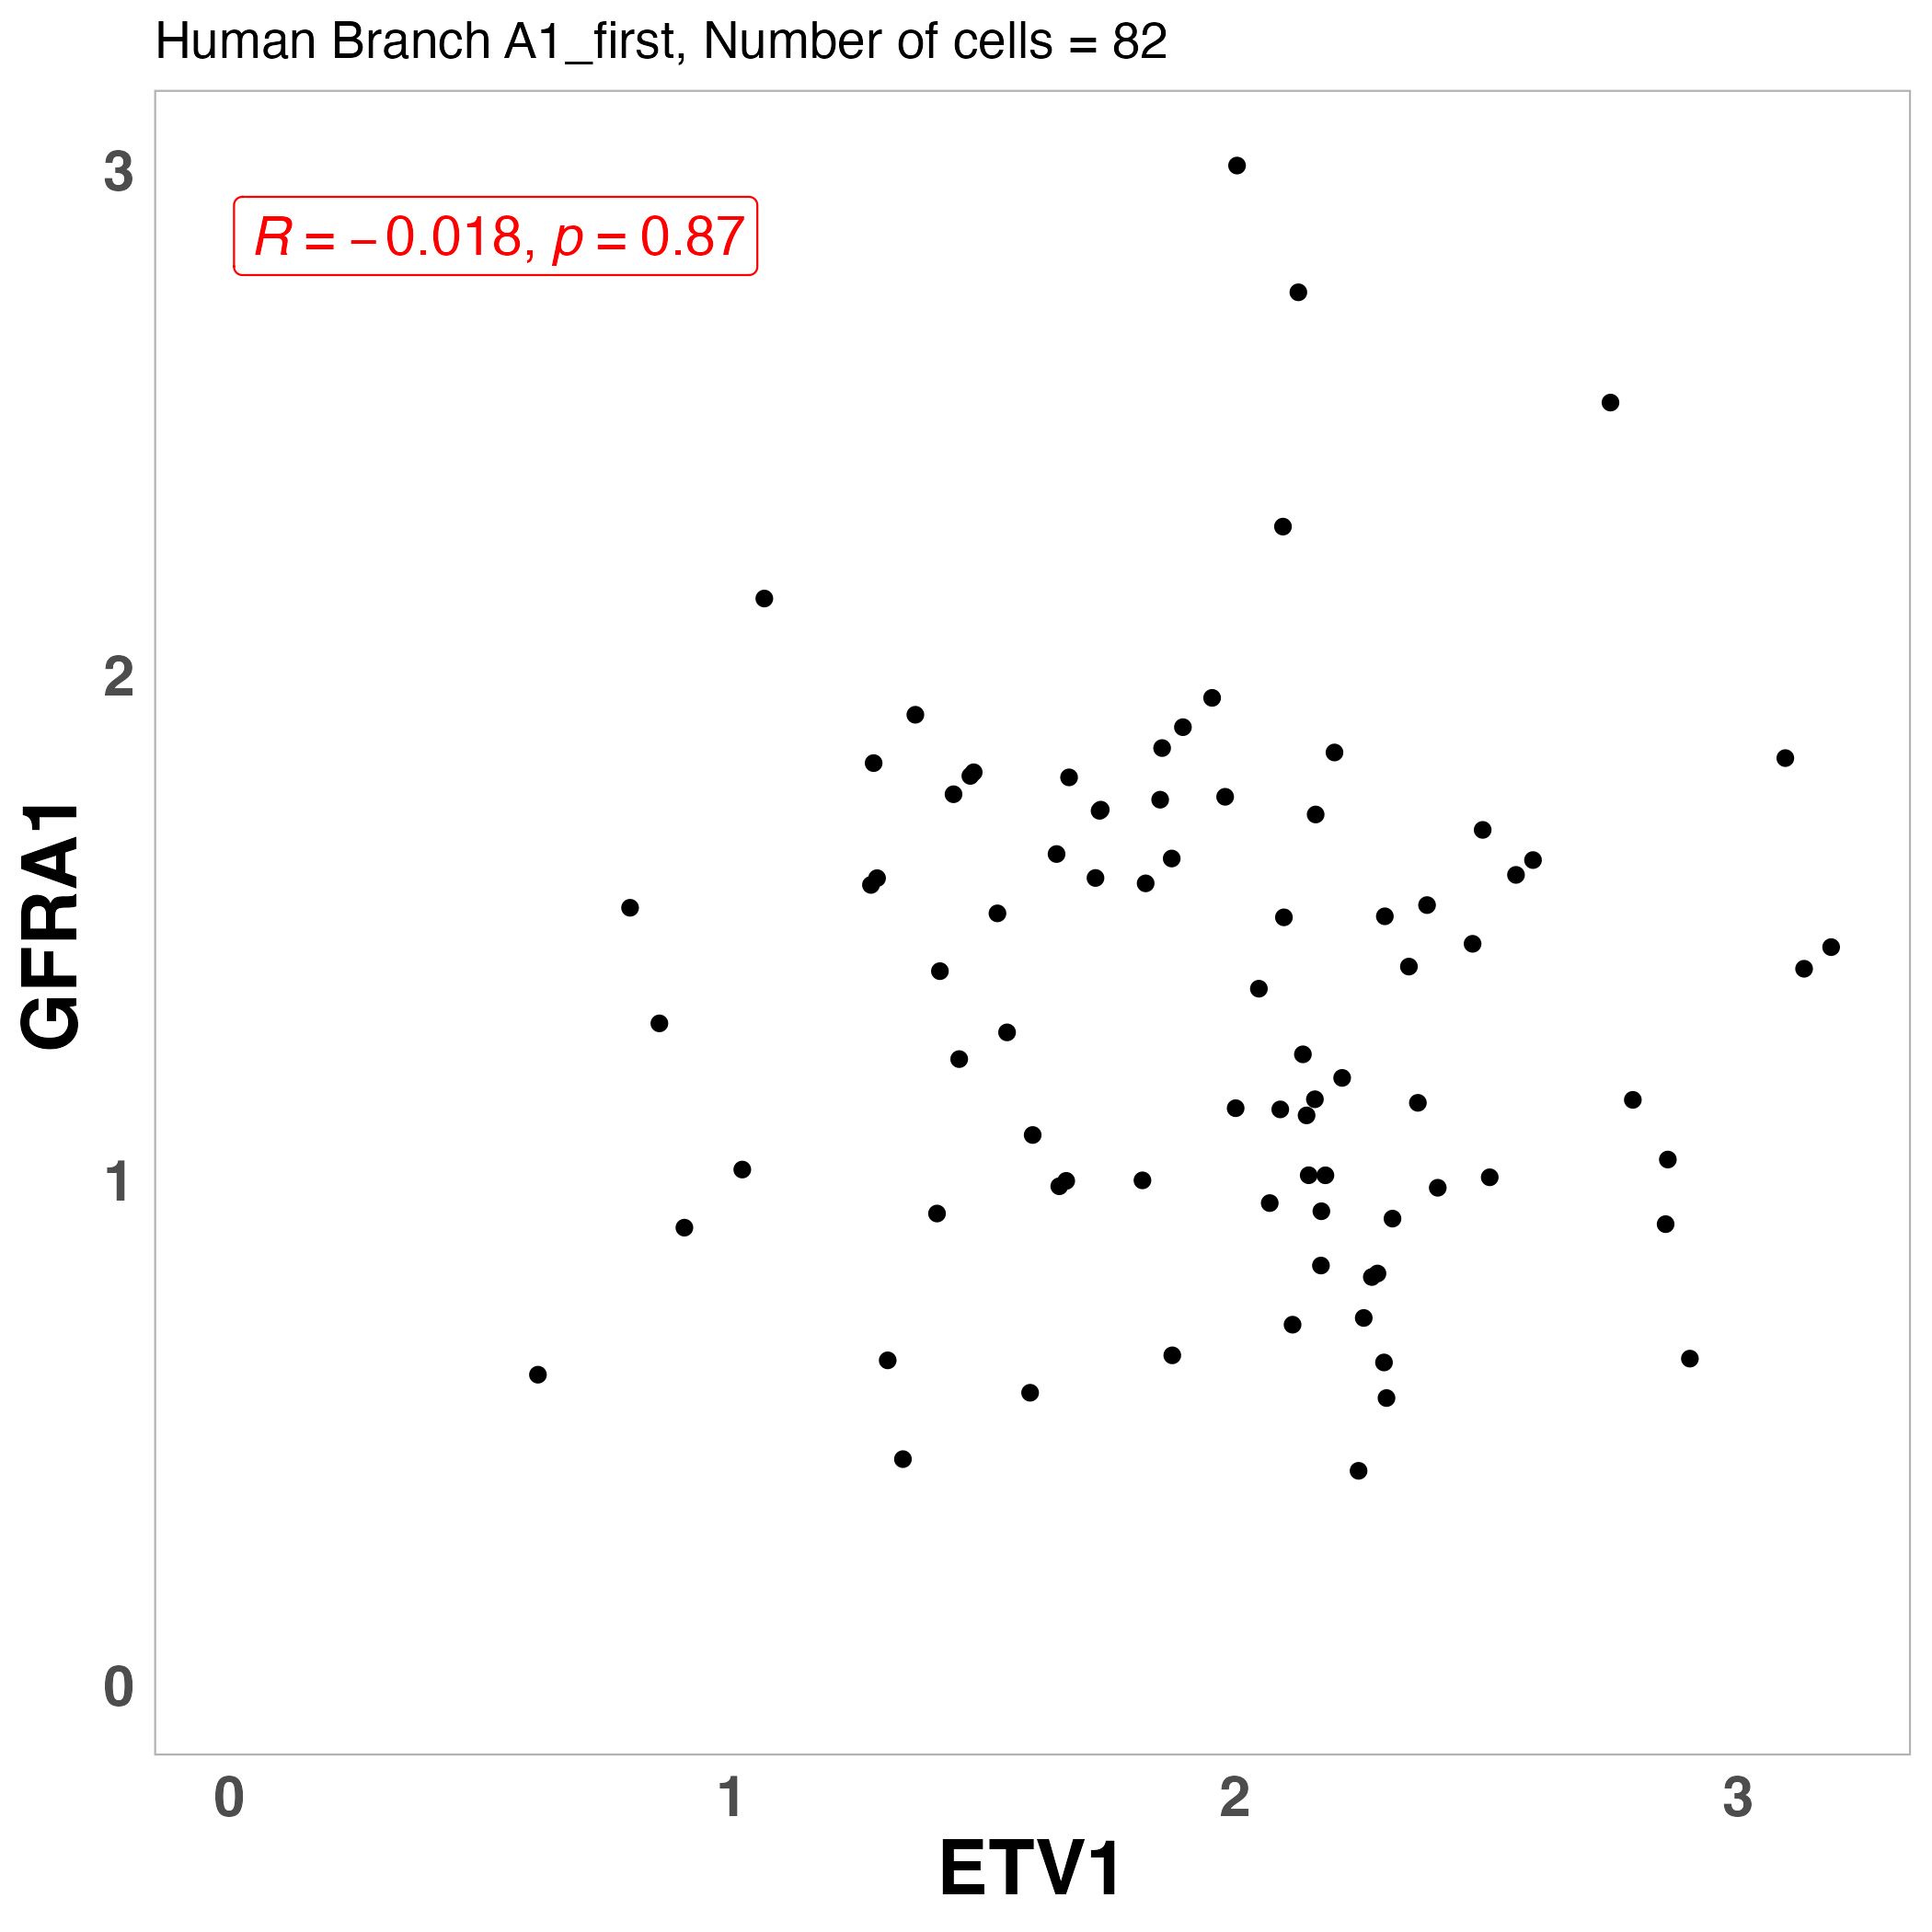 Human Branch A1_first, Number of cells = 82
R = −0.018, p = 0.87
3
2
1
0
GFRA1
0 1 2 3
ETV1